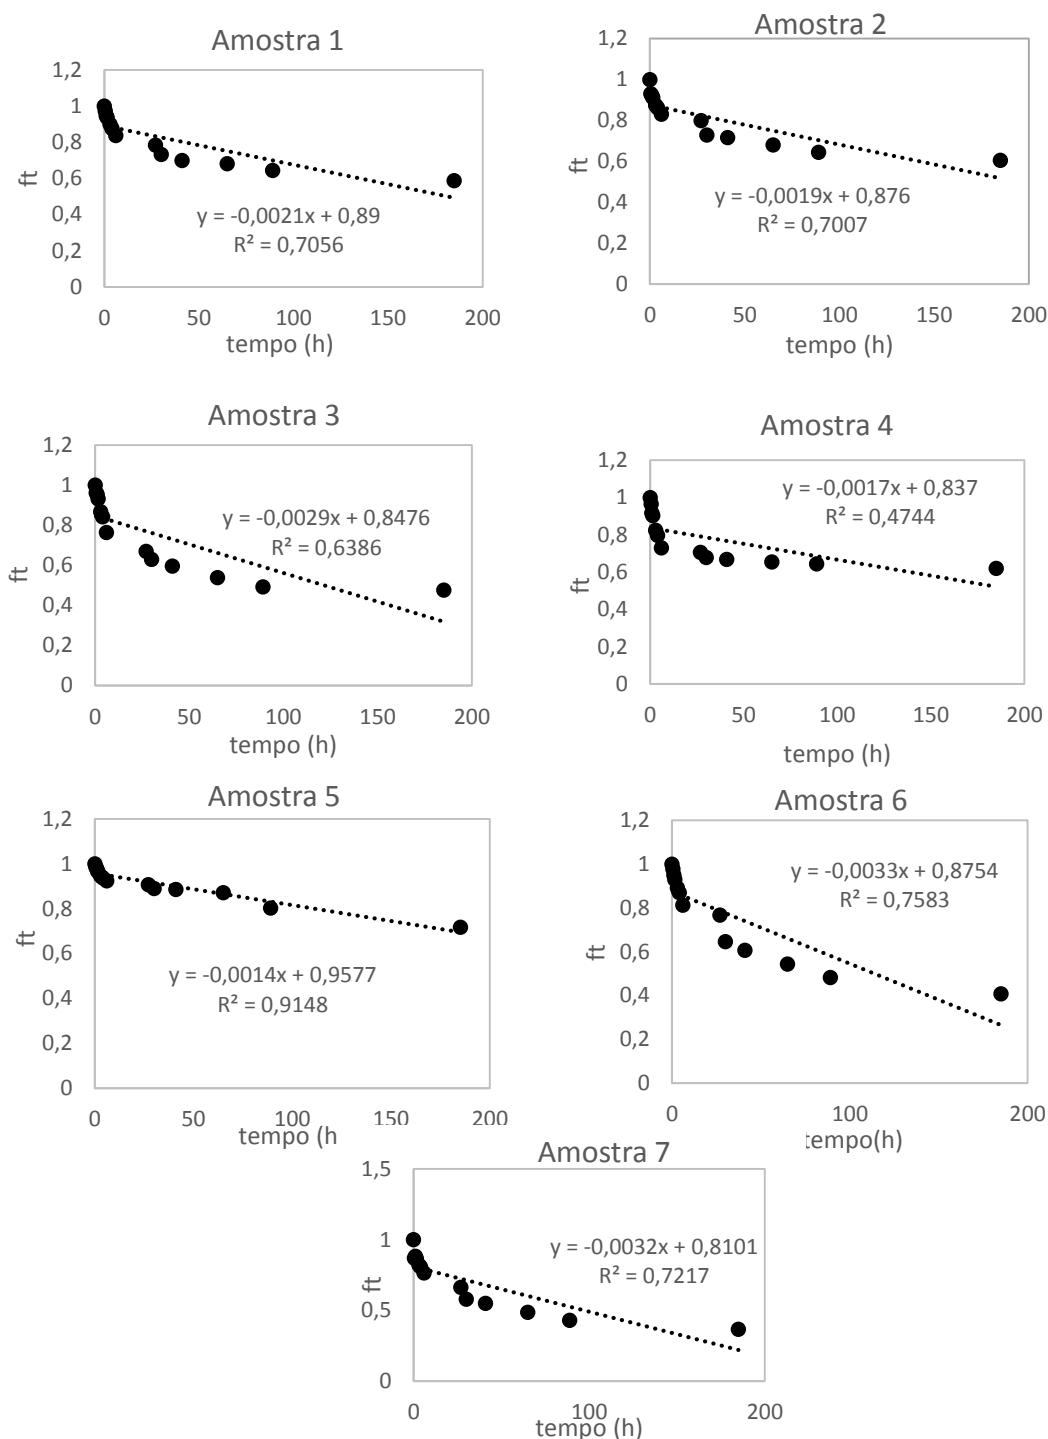 Amostra 1
1,2
1
0,8
0,6
0,4
0,2
0
ft
y = -0,0021x + 0,89
R² = 0,7056
0 50 100 150 200
tempo (h)
Amostra 2
1,2
1
0,8
0,6
0,4
0,2
0
ft
y = -0,0019x + 0,876
R² = 0,7007
0 50 100 150 200
tempo (h)
Amostra 3
1,2
1
0,8
0,6
0,4
0,2
0
ft
y = -0,0029x + 0,8476
R² = 0,6386
0 50 100 150 200
tempo (h)
Amostra 4
1,2
1
0,8
0,6
0,4
0,2
0
ft
y = -0,0017x + 0,837
R² = 0,4744
0 50 100 150 200
tempo (h)
Amostra 5
1,2
1
0,8
0,6
0,4
0,2
0
ft
y = -0,0014x + 0,9577
R² = 0,9148
0 50 100 150 200
tempo (h
Amostra 6
1,2
1
0,8
0,6
0,4
0,2
0
ft
y = -0,0033x + 0,8754
R² = 0,7583
0 100 200
tempo(h)
Amostra 7
1,5
1
0,5
0
ft
y = -0,0032x + 0,8101
R² = 0,7217
0 100 200
tempo (h)